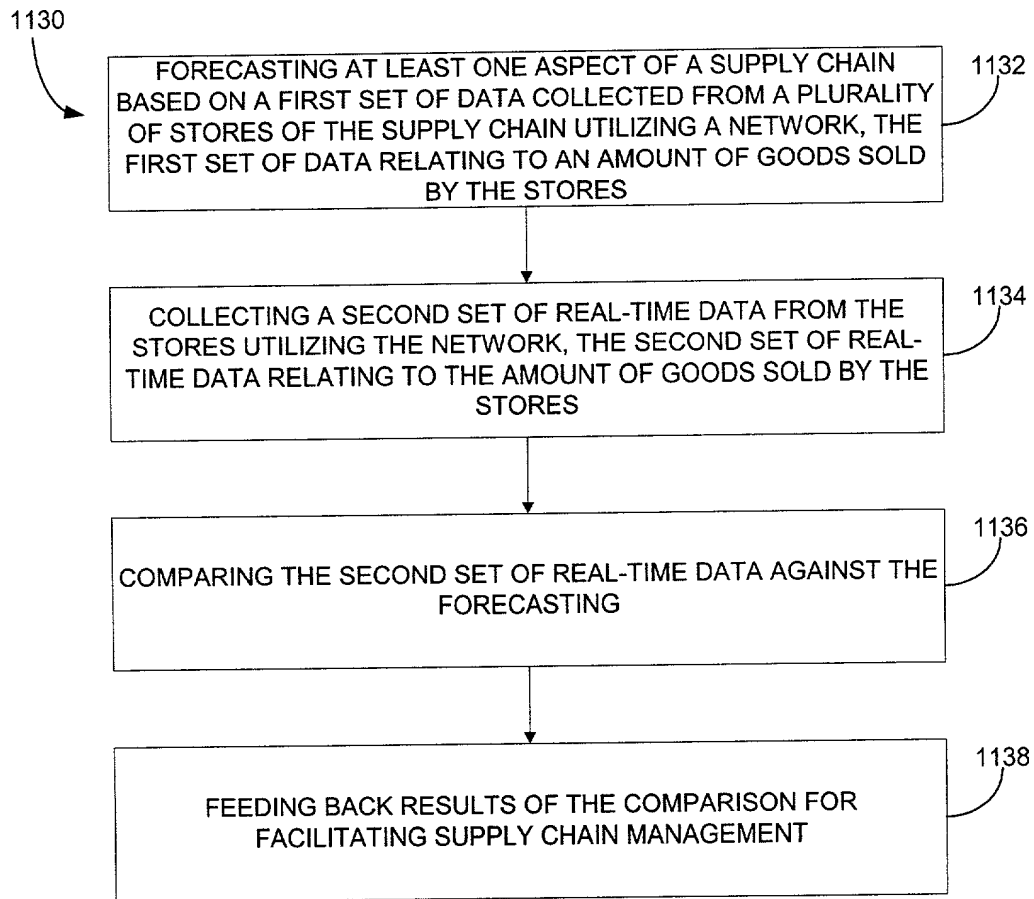 1130
FORECASTING AT LEAST ONE ASPECT OF A SUPPLY CHAIN
BASED ON A FIRST SET OF DATA COLLECTED FROM A PLURALITY
OF STORES OF THE SUPPLY CHAIN UTILIZING A NETWORK, THE
FIRST SET OF DATA RELATING TO AN AMOUNT OF GOODS SOLD
BY THE STORES
1132
COLLECTING A SECOND SET OF REAL-TIME DATA FROM THE
STORES UTILIZING THE NETWORK, THE SECOND SET OF REAL-
TIME DATA RELATING TO THE AMOUNT OF GOODS SOLD BY THE
STORES
1134
COMPARING THE SECOND SET OF REAL-TIME DATA AGAINST THE
FORECASTING
1136
FEEDING BACK RESULTS OF THE COMPARISON FOR
FACILITATING SUPPLY CHAIN MANAGEMENT
1138